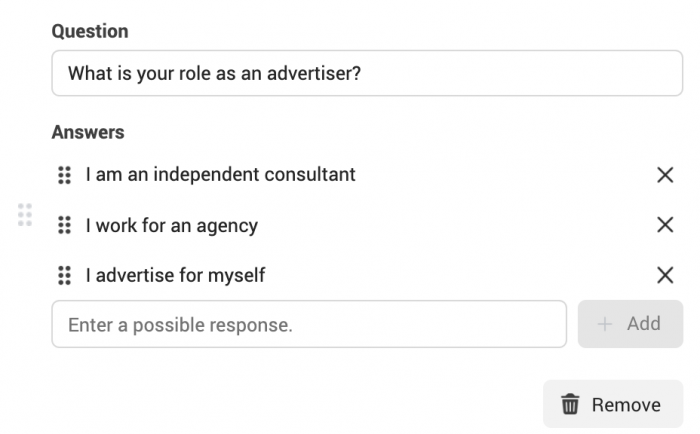 Question
What is your role as an advertiser?
Answers
I am an independent consultant
I work for an agency
I advertise for myself
Enter a possible response.
+ Add
Remove